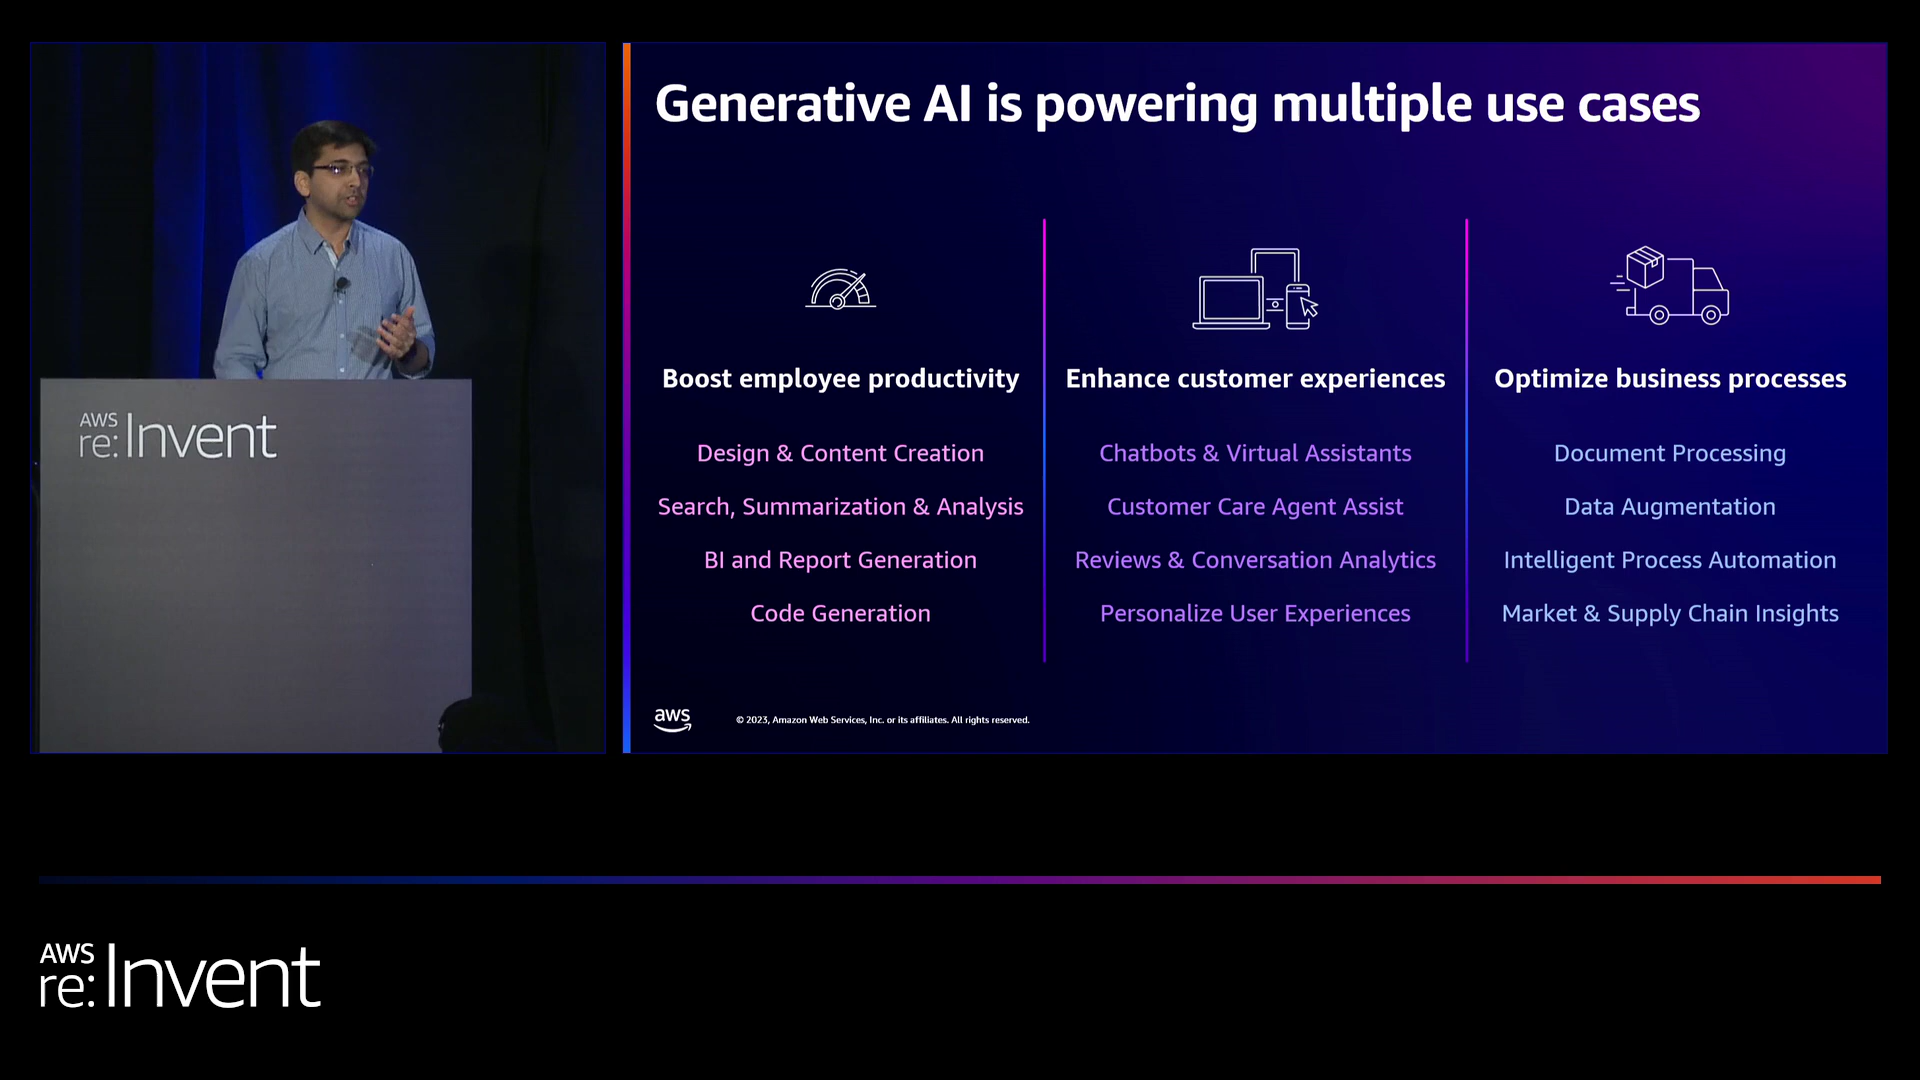 AWS
re:Invent
Generative AI is powering multiple use cases
Boost employee productivity
Design & Content Creation
Search, Summarization & Analysis
BI and Report Generation
Code Generation
Enhance customer experiences
Chatbots & Virtual Assistants
Customer Care Agent Assist
Reviews & Conversation Analytics
Personalize User Experiences
Optimize business processes
Document Processing
Data Augmentation
Intelligent Process Automation
Market & Supply Chain Insights
aws
© 2023, Amazon Web Services, Inc. or its affiliates. All rights reserved.
AWS
re:Invent